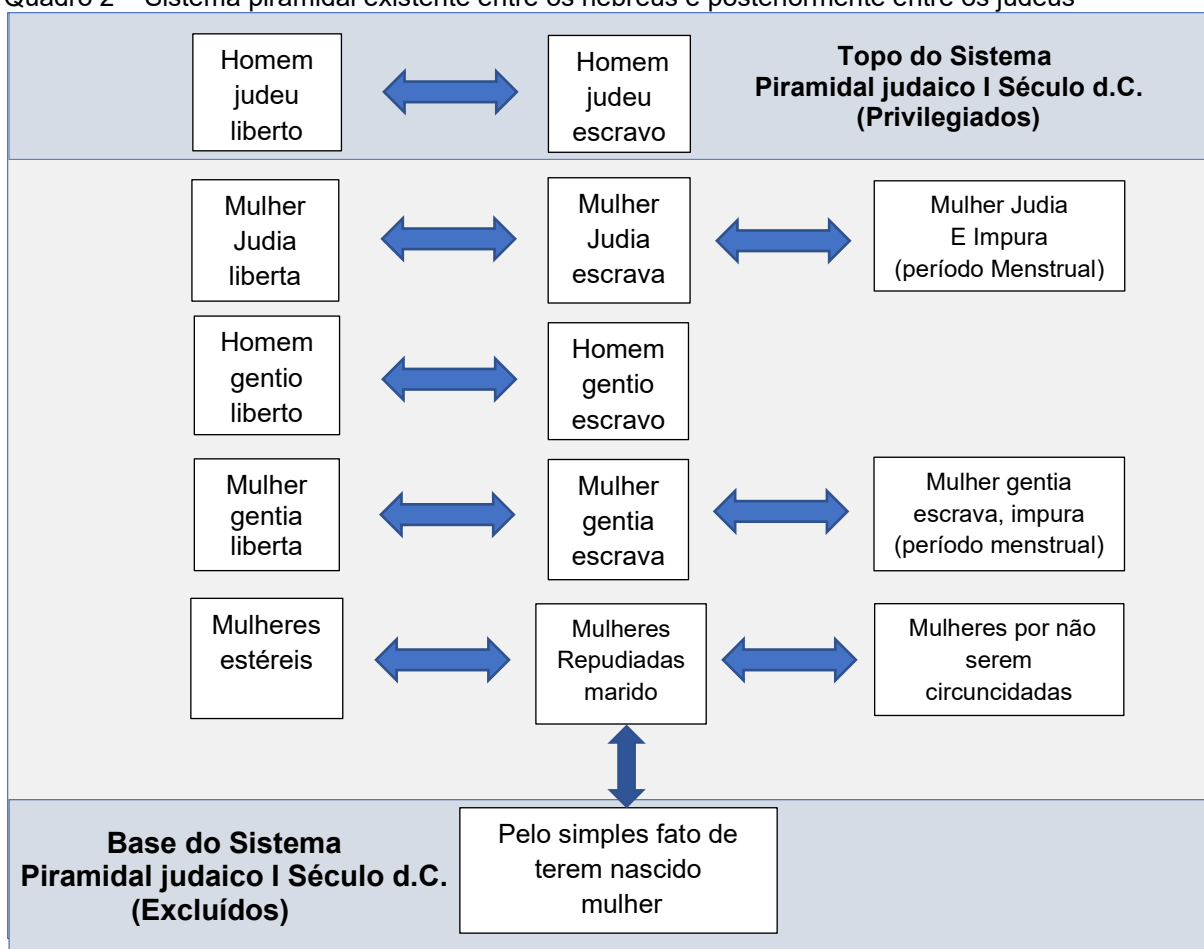 Quadro 2 – Sistema piramidal existente entre os hebreus e posteriormente entre os judeus
Homem
judeu
liberto
Homem
judeu
escravo
Topo do Sistema
Piramidal judaico I Século d.C.
(Privilegiados)
Mulher
Judia
liberta
Mulher
Judia
escrava
Mulher Judia
E Impura
(período Menstrual)
Homem
gentio
liberto
Homem
gentio
escravo
Mulher
gentia
liberta
Mulher
gentia
escrava
Mulher gentia
escrava, impura
(período menstrual)
Mulheres
estéreis
Mulheres
Repudiadas
marido
Mulheres por não
serem
circuncidadas
Base do Sistema
Piramidal judaico I Século d.C.
(Excluídos)
Pelo simples fato de
terem nascido
mulher